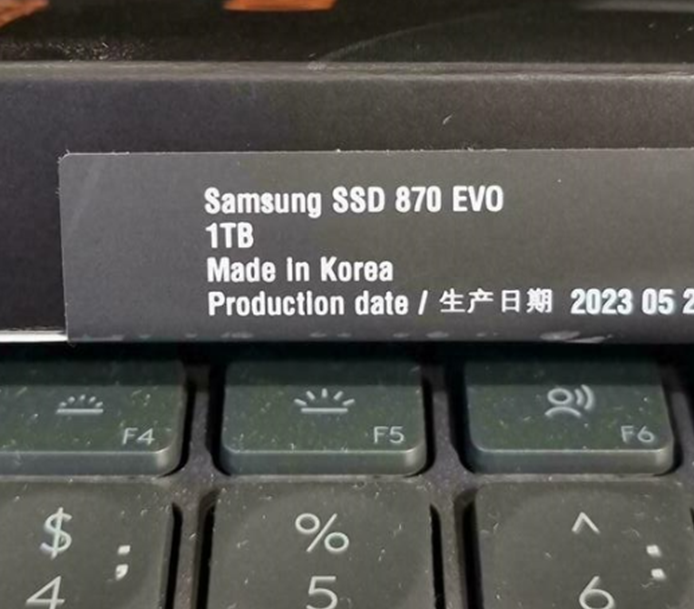 Samsung SSD 870 EVO
1TB
Made in Korea
Production date / 生产日期 2023 05 2
F4 F5 F6
$ ; % ^ :
4 5 6